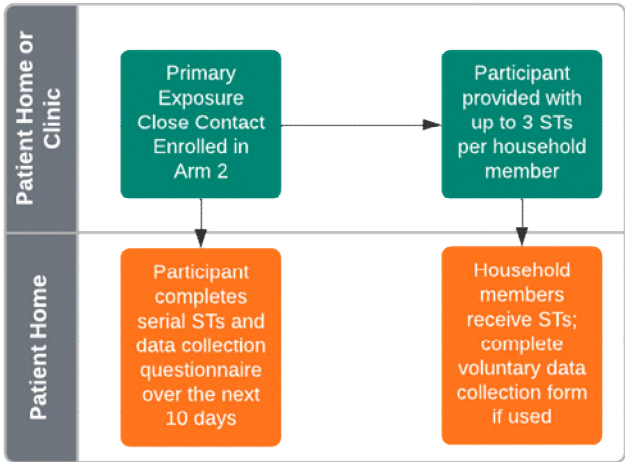 Patient Home or
Clinic
Primary
Exposure
Close Contact
Enrolled in
Arm 2
Participant
provided with
up to 3 STs
per household
member
Patient Home
Participant
completes
serial STs and
data collection
questionnaire
over the next
10 days
Household
members
receive STs;
complete
voluntary data
collection form
if used